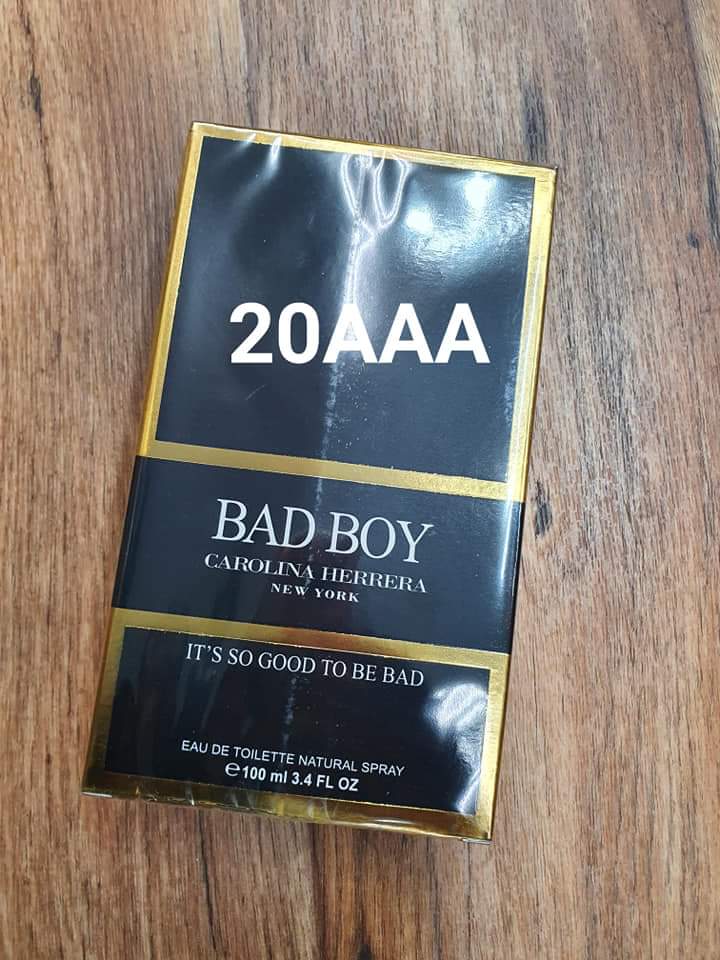 20AAA
BAD BOY
CAROLINA HERRERA
NEW YORK
IT'S SO GOOD TO BE BAD
EAU DE TOILETTE NATURAL SPRAY
℮100 ml 3.4 FL OZ